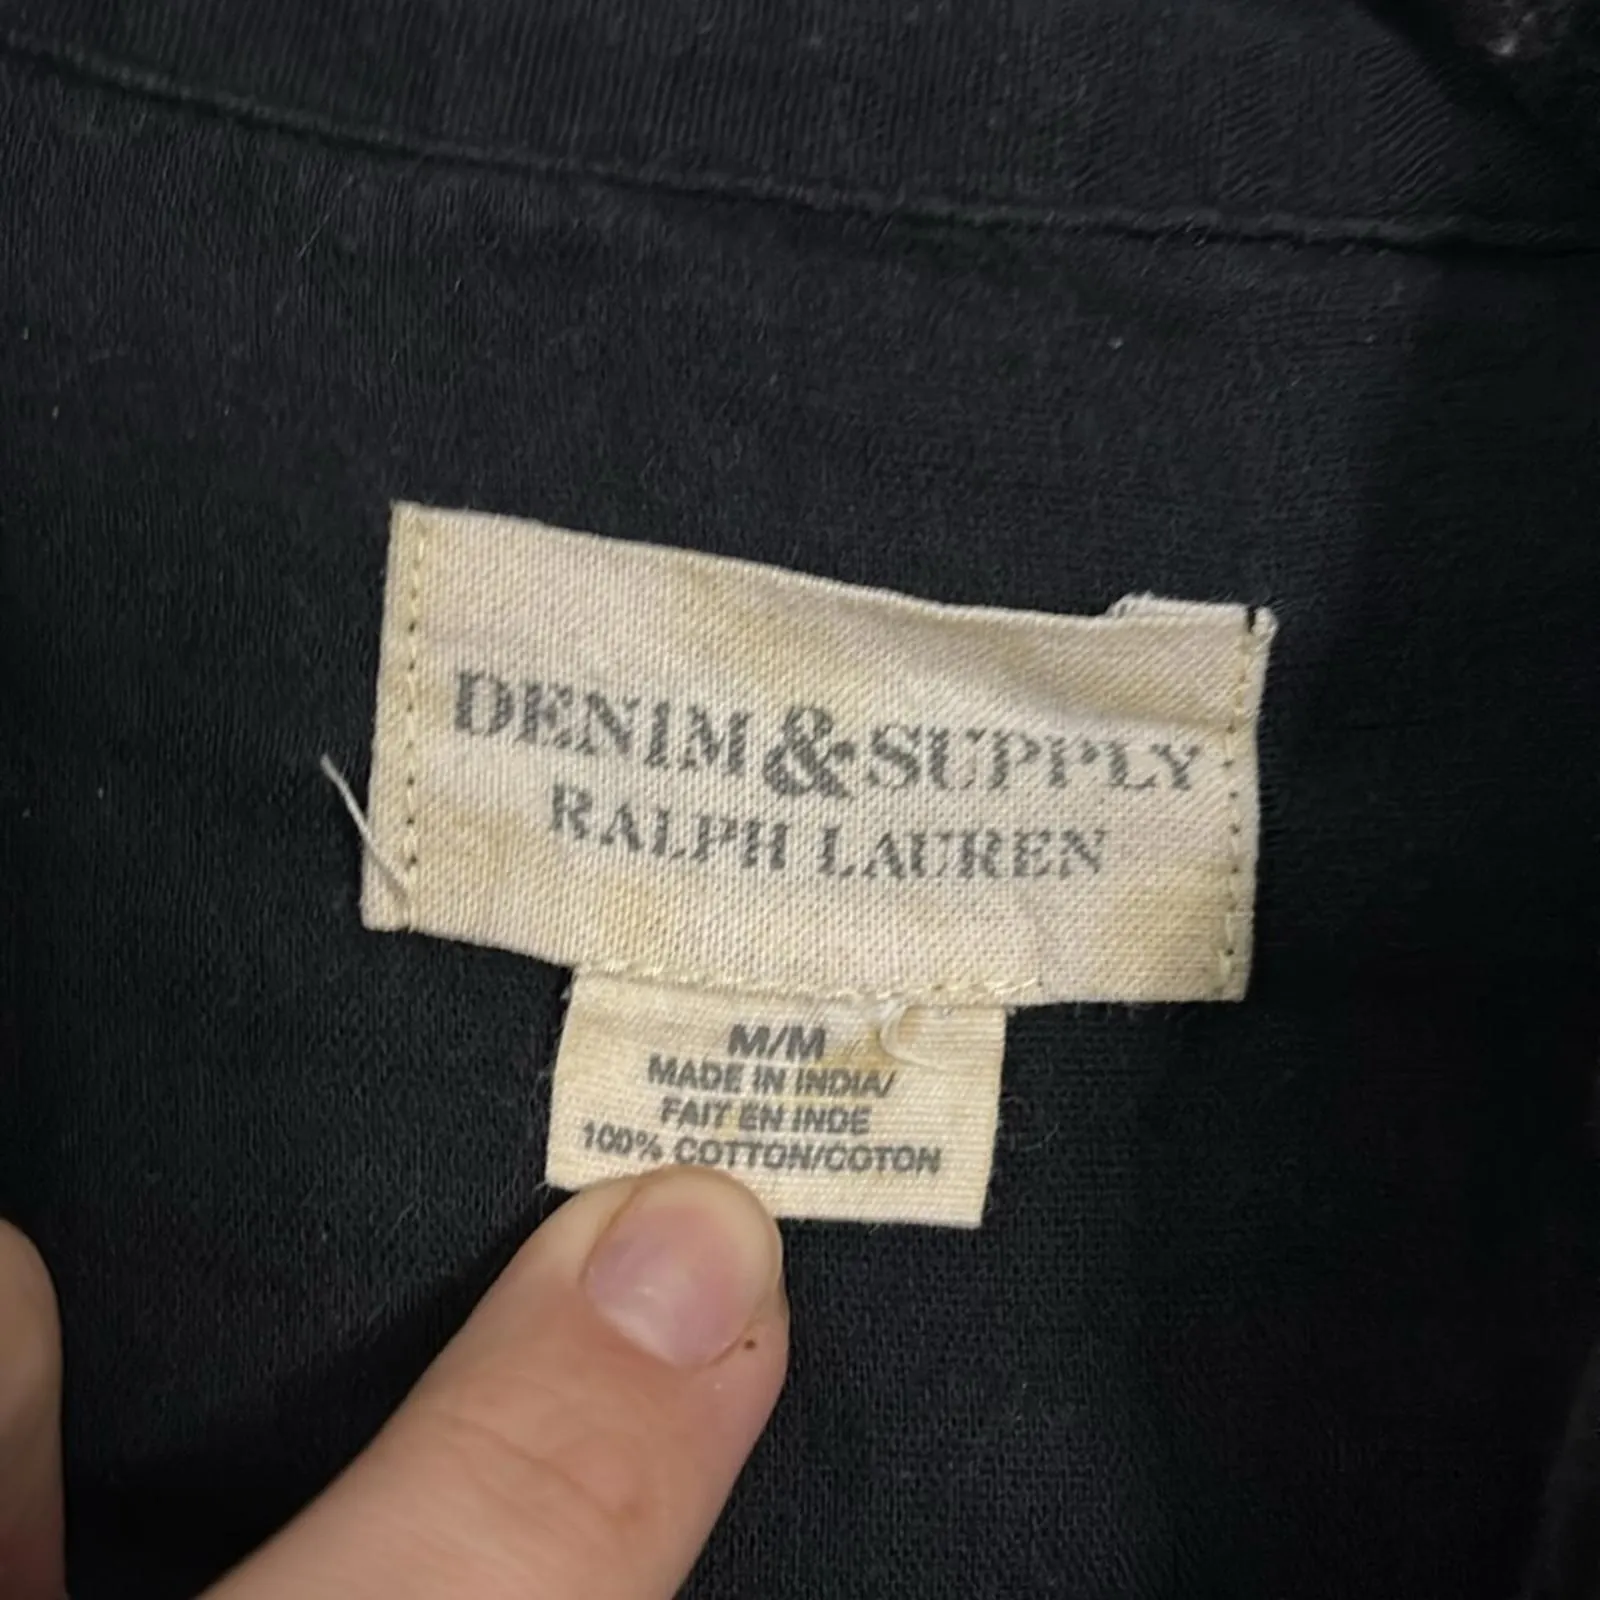 DENIM & SUPPLY
RALPH LAUREN
M/M
MADE IN INDIA/
FAIT EN INDE
100% COTTON/COTON